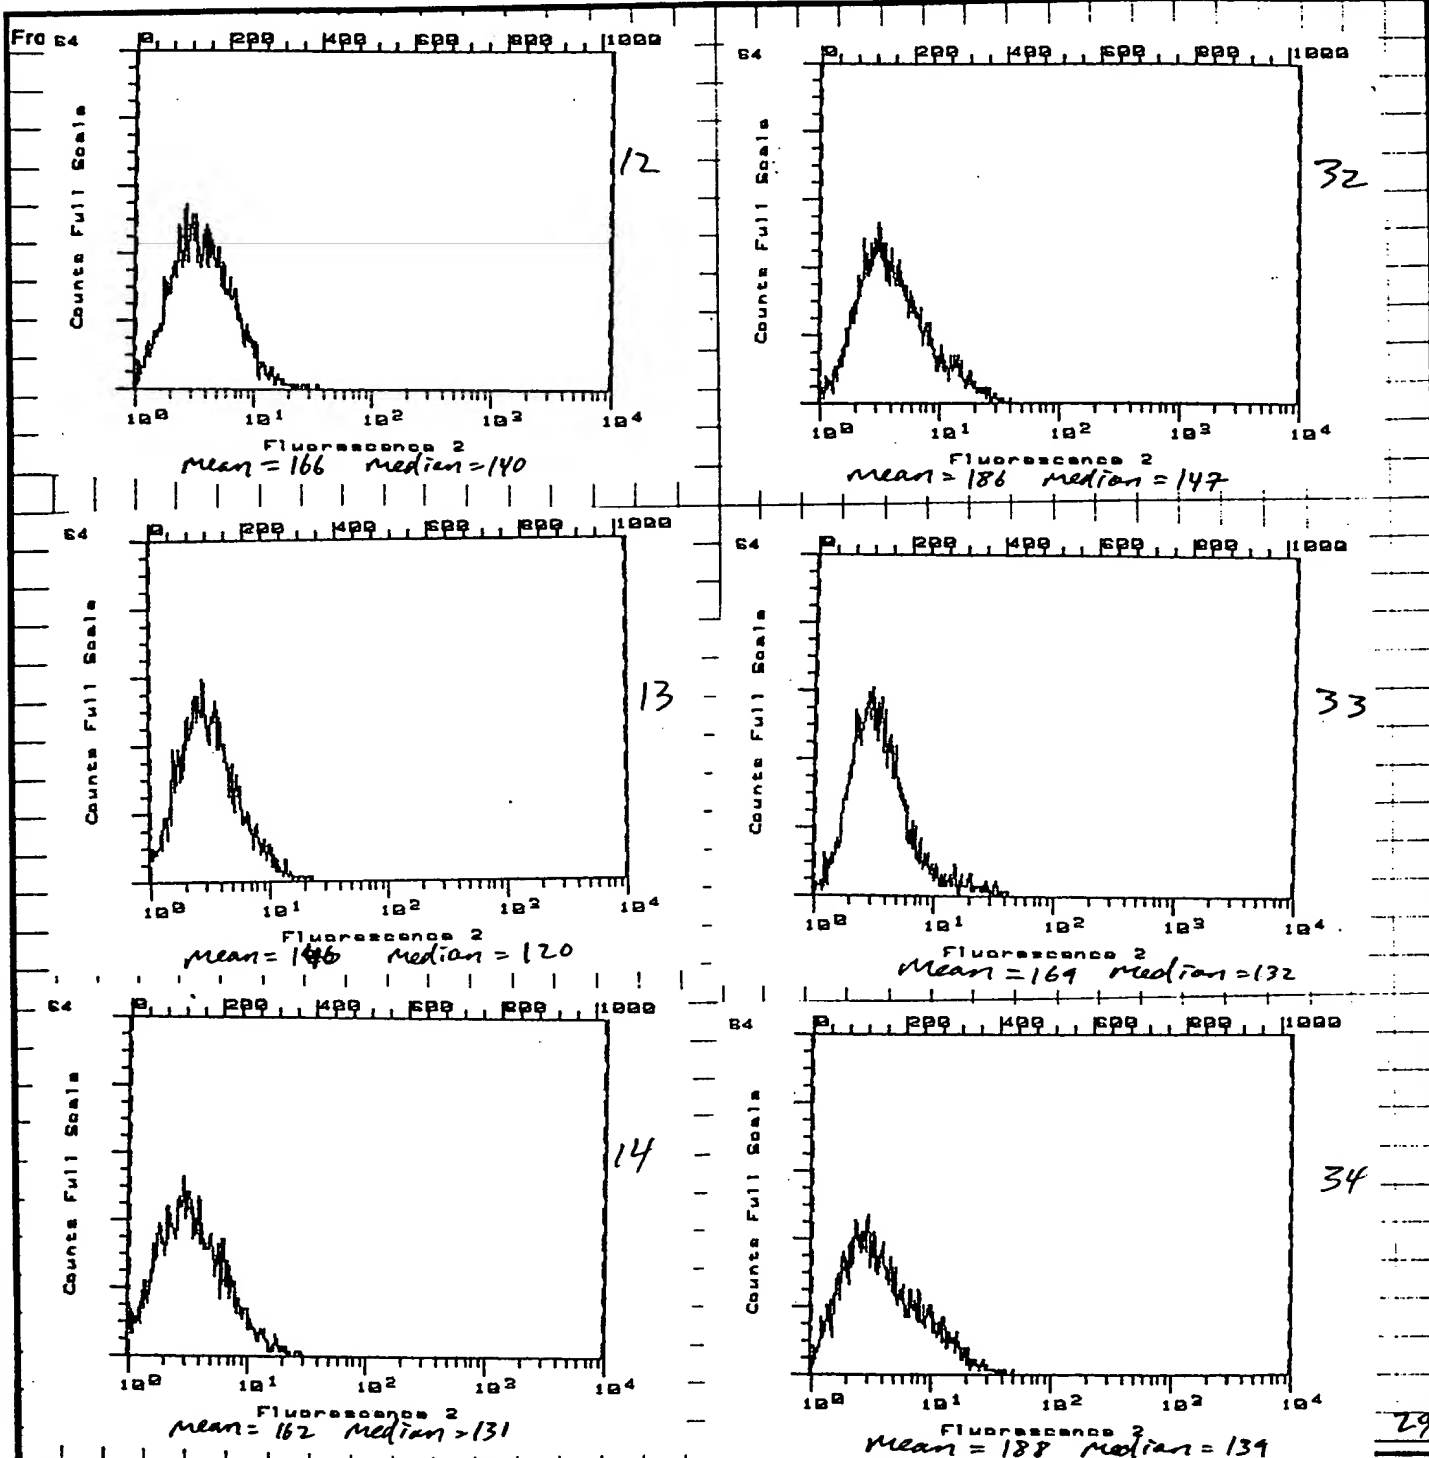 Fro
64 0 200 400 600 800 1000
Counts Full Scale
12
10⁰ 10¹ 10² 10³ 10⁴
Fluorescence 2
mean = 166 median = 140
64 0 200 400 600 800 1000
Counts Full Scale
32
10⁰ 10¹ 10² 10³ 10⁴
Fluorescence 2
mean = 186 median = 147
64 0 200 400 600 800 1000
Counts Full Scale
13
10⁰ 10¹ 10² 10³ 10⁴
Fluorescence 2
mean = median = 120
64 0 200 400 600 800 1000
Counts Full Scale
33
10⁰ 10¹ 10² 10³ 10⁴
Fluorescence 2
mean = 169 median = 132
64 0 200 400 600 800 1000
Counts Full Scale
14
10⁰ 10¹ 10² 10³ 10⁴
Fluorescence 2
mean = 162 median = 131
64 0 200 400 600 800 1000
Counts Full Scale
34
10⁰ 10¹ 10² 10³ 10⁴
Fluorescence 2
mean = 188 median = 139
29